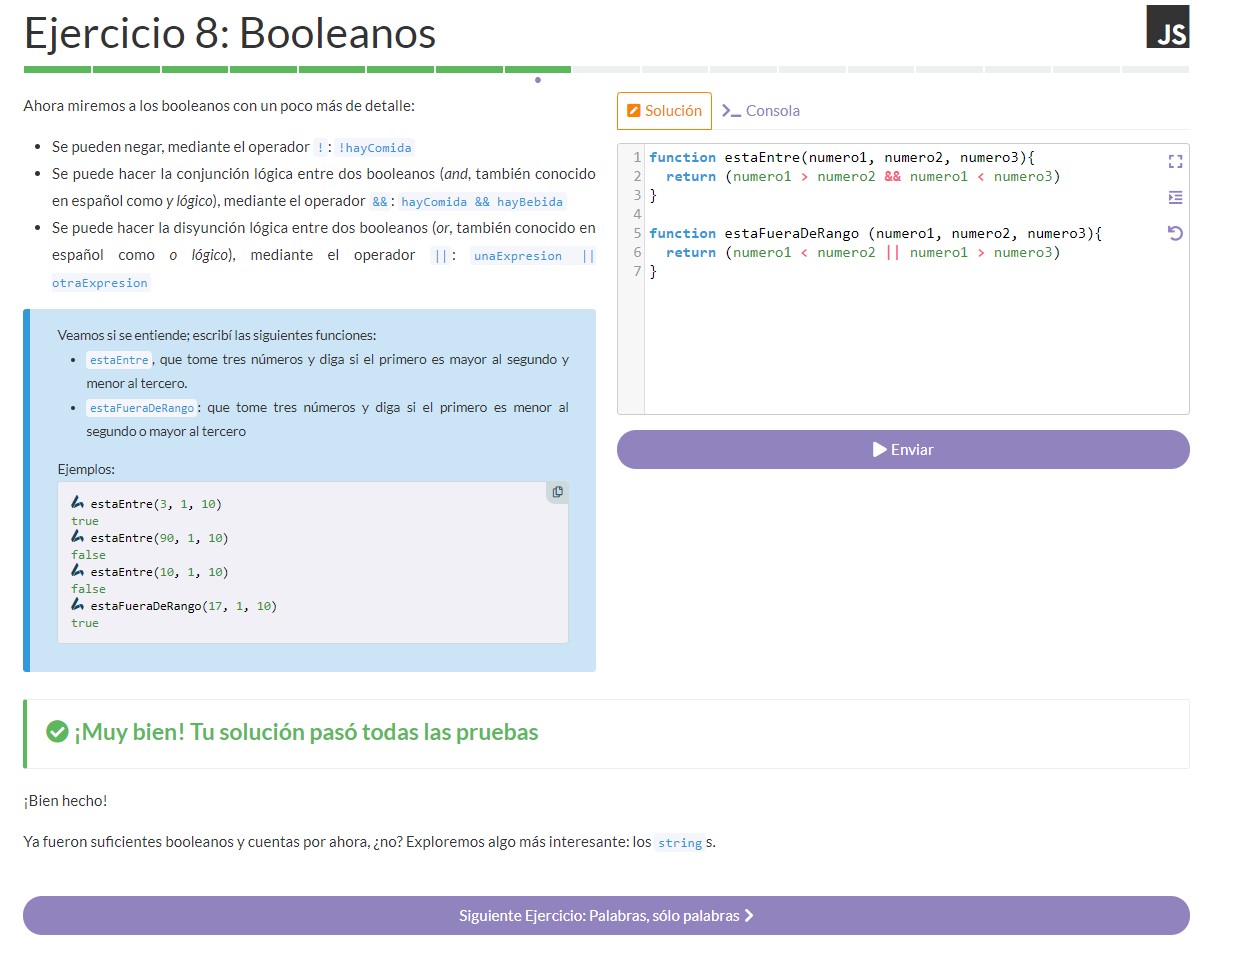 Ejercicio 8: Booleanos
JS
Ahora miremos a los booleanos con un poco más de detalle:
Se pueden negar, mediante el operador ! : !hayComida
Se puede hacer la conjunción lógica entre dos booleanos (and, también conocido
en español como y lógico), mediante el operador && : hayComida && hayBebida
Se puede hacer la disyunción lógica entre dos booleanos (or, también conocido en
español como o lógico), mediante el operador || : unaExpresion ||
otraExpresion
Veamos si se entiende; escribí las siguientes funciones:
estaEntre, que tome tres números y diga si el primero es mayor al segundo y
menor al tercero.
estaFueraDeRango: que tome tres números y diga si el primero es menor al
segundo o mayor al tercero
Ejemplos:
estaEntre(3, 1, 10)
true
estaEntre(90, 1, 10)
false
estaEntre(10, 1, 10)
false
estaFueraDeRango(17, 1, 10)
true
Solución
Consola
1 function estaEntre(numero1, numero2, numero3){
2 return (numero1 > numero2 && numero1 < numero3)
3 }
4
5 function estaFueraDeRango (numero1, numero2, numero3){
6 return (numero1 < numero2 || numero1 > numero3)
7 }
Enviar
¡Muy bien! Tu solución pasó todas las pruebas
¡Bien hecho!
Ya fueron suficientes booleanos y cuentas por ahora, ¿no? Exploremos algo más interesante: los string s.
Siguiente Ejercicio: Palabras, sólo palabras